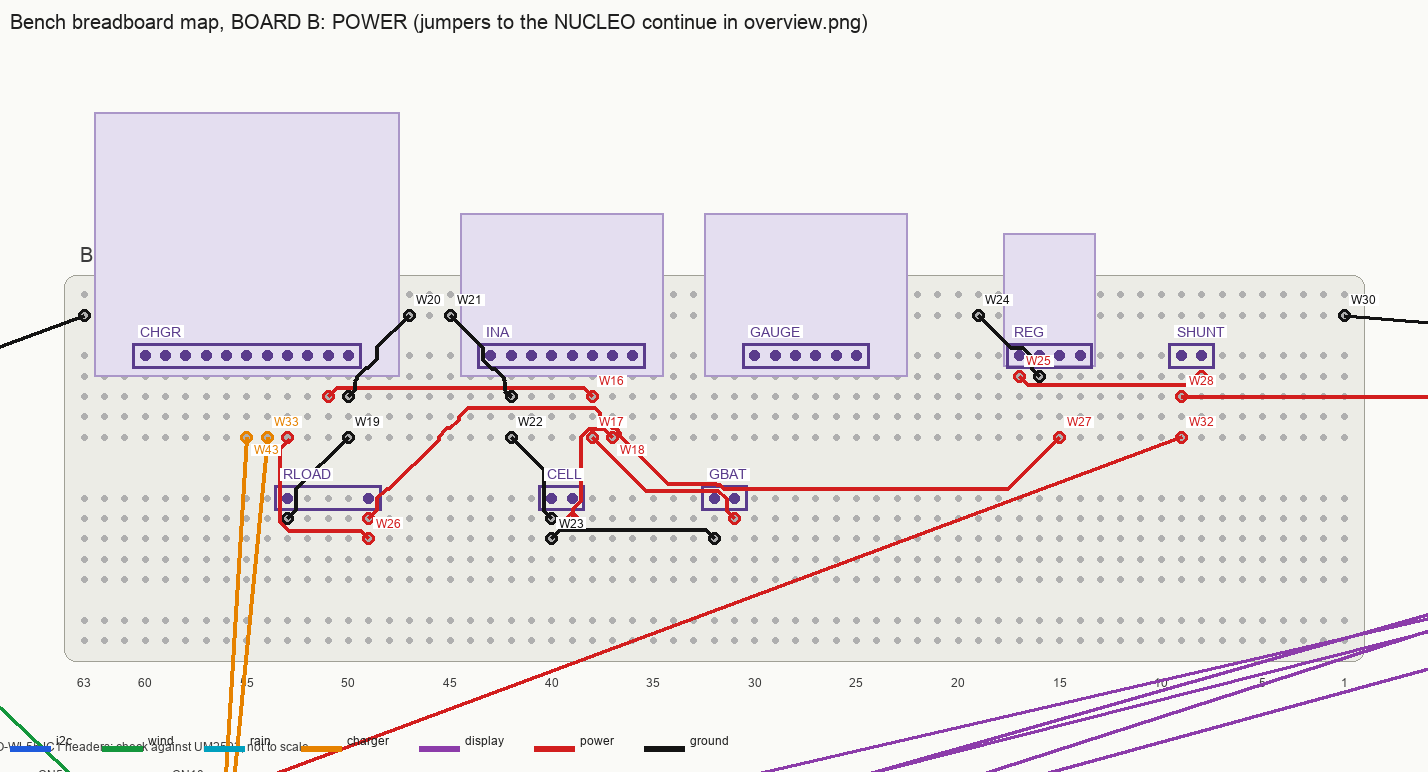 Bench breadboard map, BOARD B: POWER (jumpers to the NUCLEO continue in overview.png)
B
W20 W21 W24 W30
CHGR INA GAUGE REG SHUNT
W25
W16 W28
W33 W19 W22 W17 W27 W32
W43 W18
RLOAD CELL GBAT
W26 W23
63 60 55 50 45 40 35 30 25 20 15 10 5 1
i2c wind rain charger display power ground
headers: check against not to scale